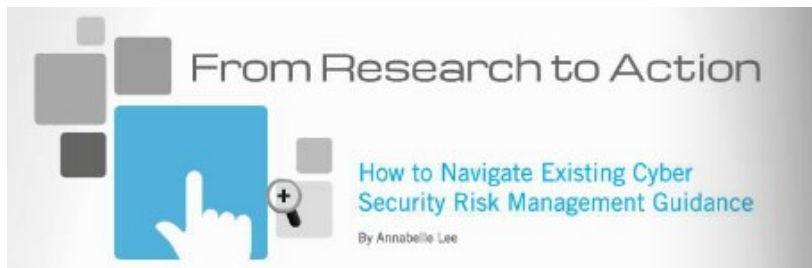 From Research to Action
How to Navigate Existing Cyber
Security Risk Management Guidance
By Annabelle Lee